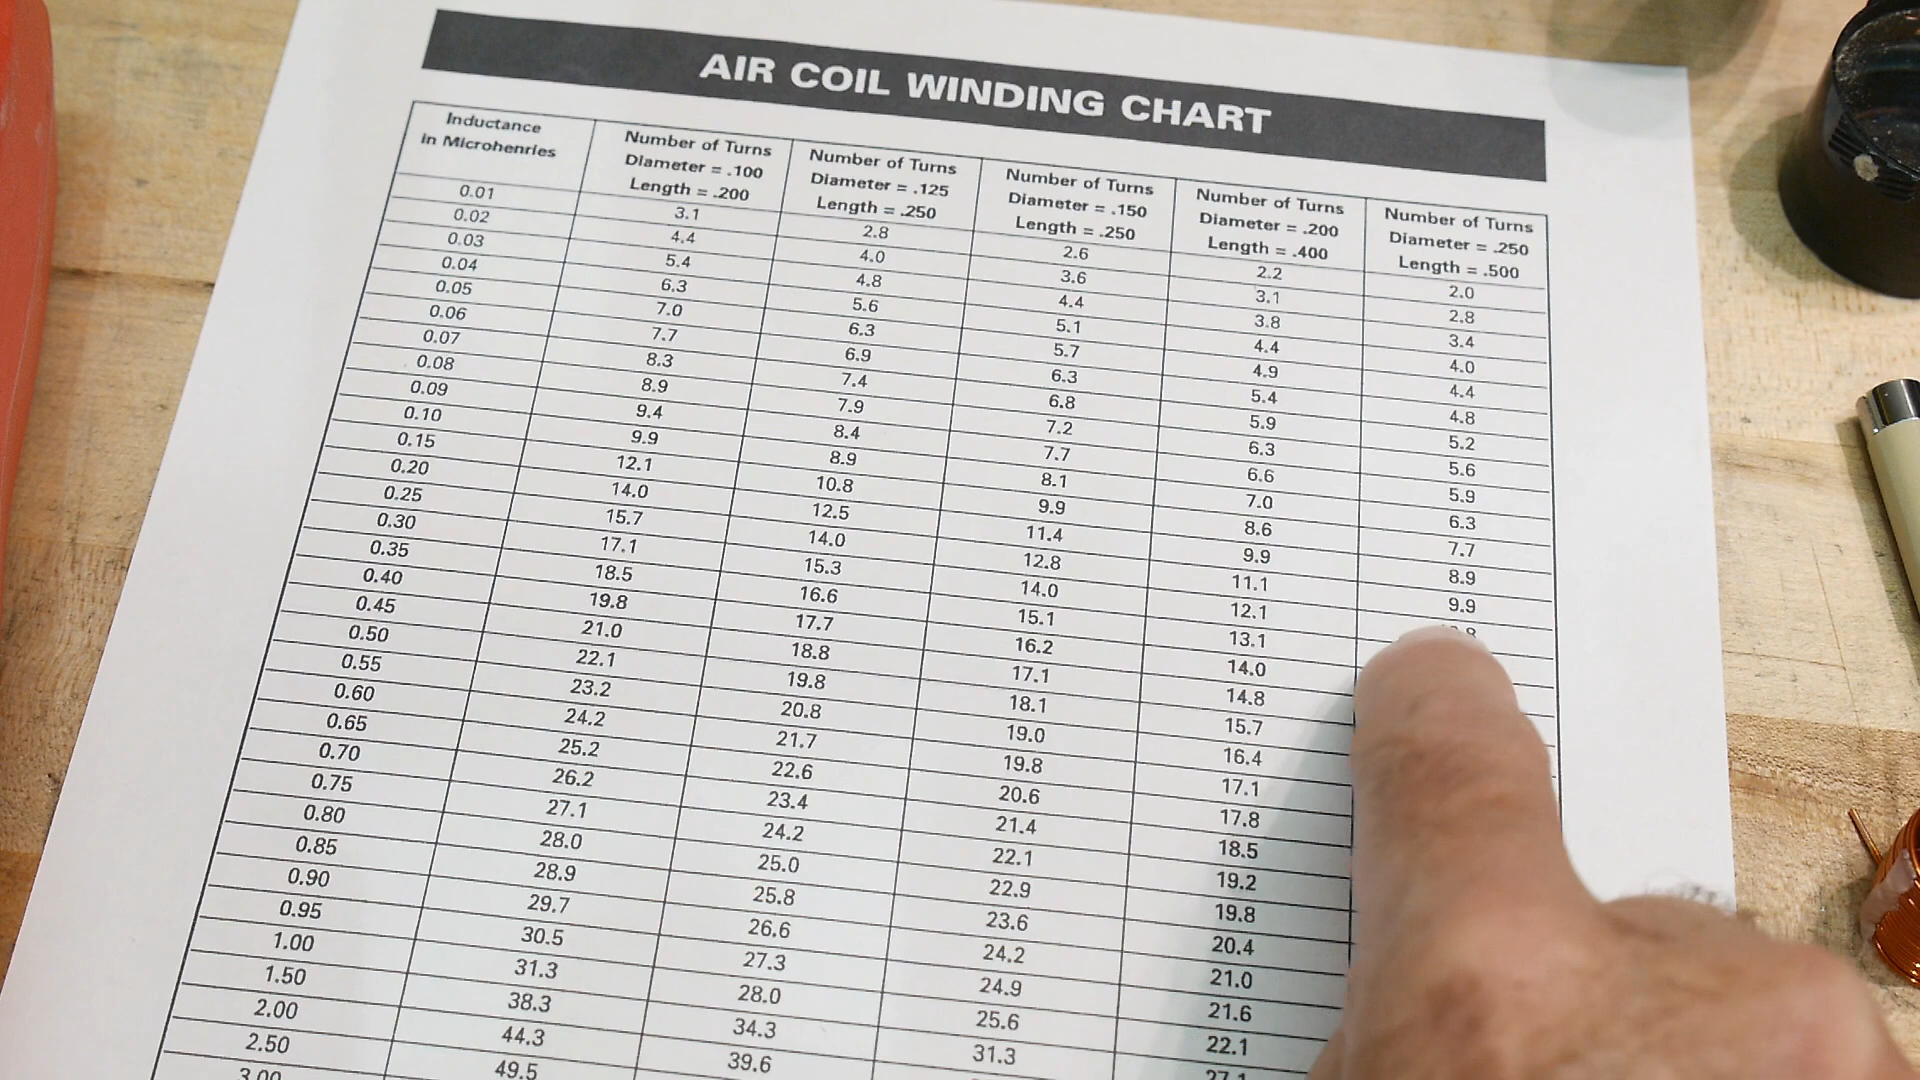 AIR COIL WINDING CHART
Inductance in Microhenries Number of Turns Diameter = .100 Length = .200 Number of Turns Diameter = .125 Length = .250 Number of Turns Diameter = .150 Length = .250 Number of Turns Diameter = .200 Length = .400 Number of Turns Diameter = .250 Length = .500
0.01 3.1 2.8 2.6 2.2 2.0
0.02 4.4 4.0 3.6 3.1 2.8
0.03 5.4 4.8 4.4 3.8 3.4
0.04 6.3 5.6 5.1 4.4 4.0
0.05 7.0 6.3 5.7 4.9 4.4
0.06 7.7 6.9 6.3 5.4 4.8
0.07 8.3 7.4 6.8 5.9 5.2
0.08 8.9 7.9 7.2 6.3 5.6
0.09 9.4 8.4 7.7 6.6 5.9
0.10 9.9 8.9 8.1 7.0 6.3
0.15 12.1 10.8 9.9 8.6 7.7
0.20 14.0 12.5 11.4 9.9 8.9
0.25 15.7 14.0 12.8 11.1 9.9
0.30 17.1 15.3 14.0 12.1
0.35 18.5 16.6 15.1 13.1
0.40 19.8 17.7 16.2 14.0
0.45 21.0 18.8 17.1 14.8
0.50 22.1 19.8 18.1 15.7
0.55 23.2 20.8 19.0 16.4
0.60 24.2 21.7 19.8 17.1
0.65 25.2 22.6 20.6 17.8
0.70 26.2 23.4 21.4 18.5
0.75 27.1 24.2 22.1 19.2
0.80 28.0 25.0 22.9 19.8
0.85 28.9 25.8 23.6 20.4
0.90 29.7 26.6 24.2 21.0
0.95 30.5 27.3 24.9 21.6
1.00 31.3 28.0 25.6 22.1
1.50 38.3 34.3 31.3 27.1
2.00 44.3 39.6
2.50 49.5
3.00